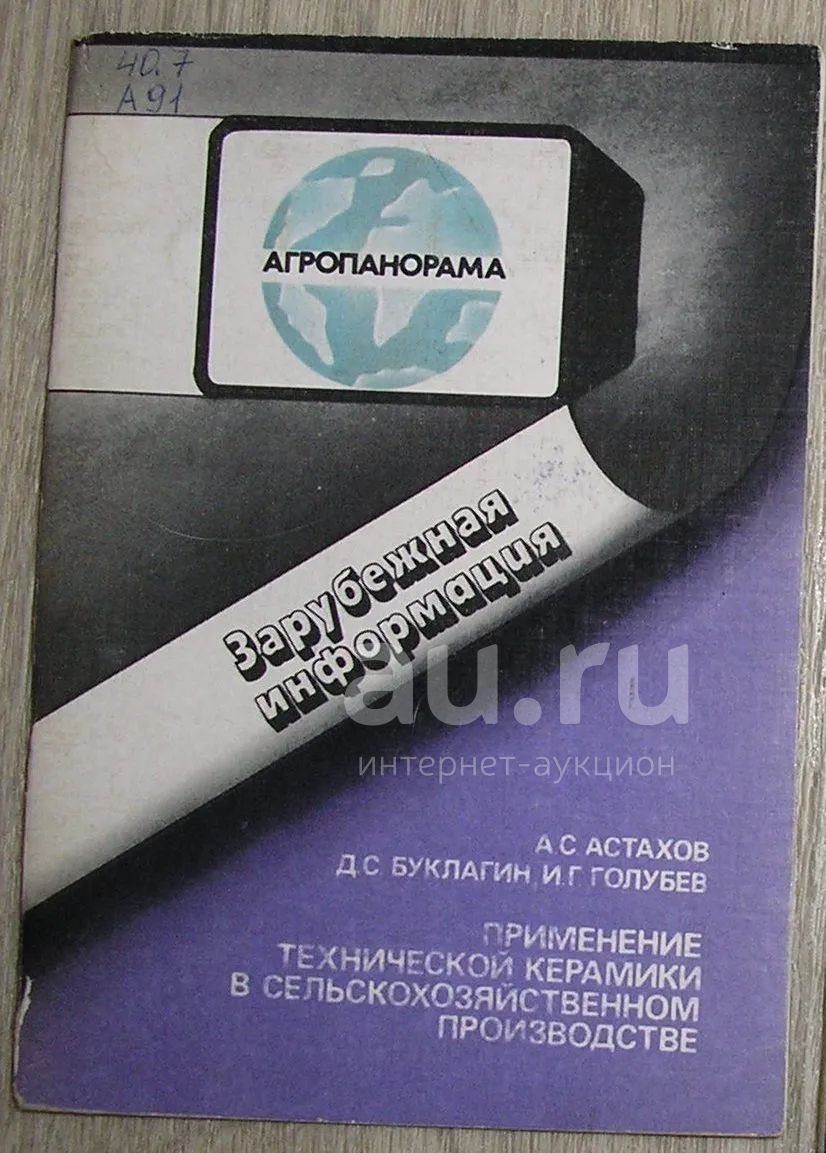 40.7
А91
АГРОПАНОРАМА
Зарубежная
информация
au.ru
интернет-аукцион
А.С. АСТАХОВ
Д.С. БУКЛАГИН, И.Г. ГОЛУБЕВ
ПРИМЕНЕНИЕ
ТЕХНИЧЕСКОЙ КЕРАМИКИ
В СЕЛЬСКОХОЗЯЙСТВЕННОМ
ПРОИЗВОДСТВЕ